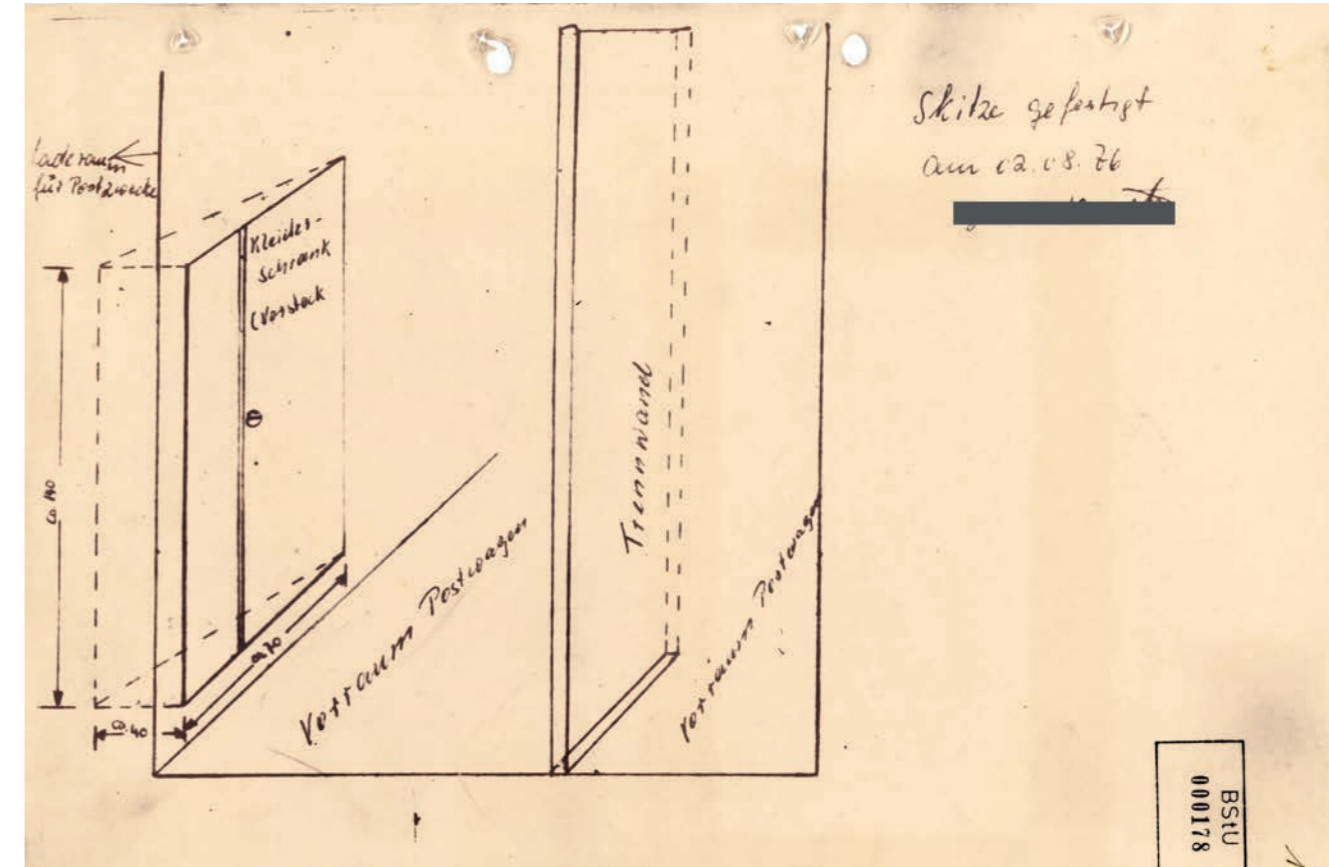 Laderaum
für Postzwecke
Kleider-
Schrank
(Versteck
ca. 140
ca. 70
ca. 40
Vorraum Postwagen
Trennwand
Vorraum Postwagen
Skitze gefertigt
am 02.08.76
BStU
000178